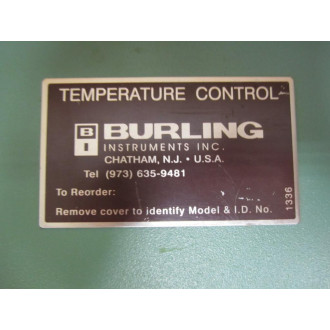 TEMPERATURE CONTROL
BI BURLING
INSTRUMENTS INC.
CHATHAM, N.J. • U.S.A.
Tel (973) 635-9481
To Reorder:
Remove cover to identify Model & I.D. No.
1336